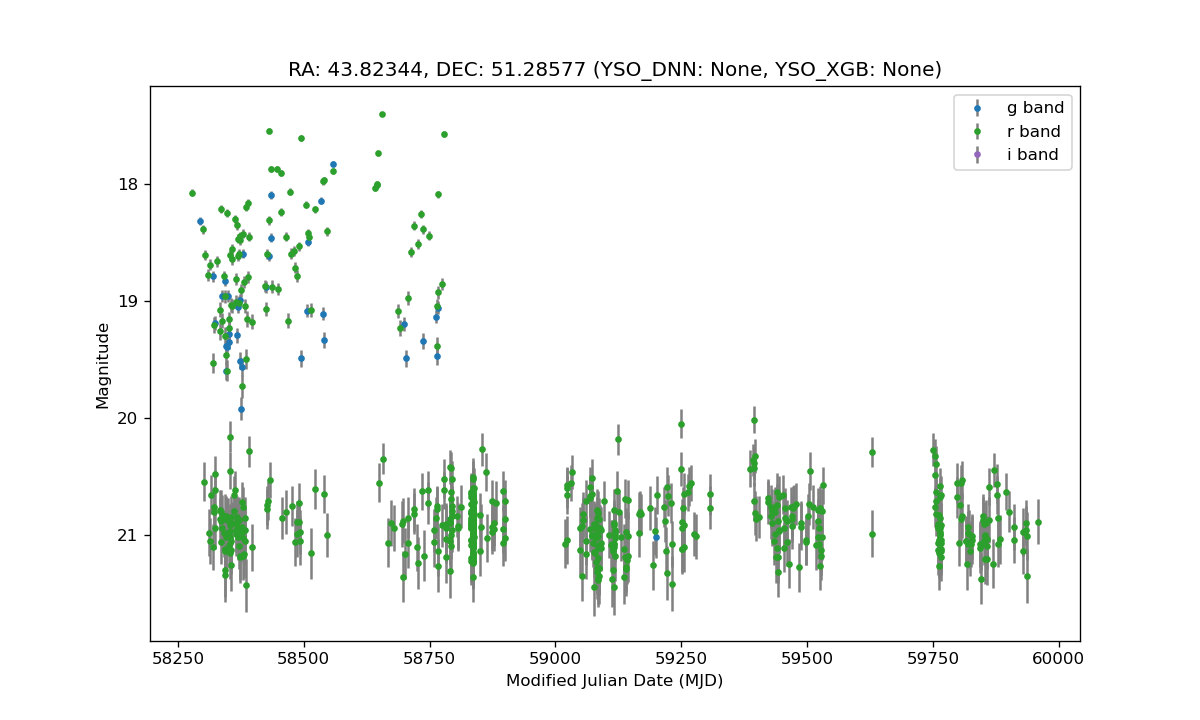 RA: 43.82344, DEC: 51.28577 (YSO_DNN: None, YSO_XGB: None)
g band
r band
i band
18
19
20
21
Magnitude
58250 58500 58750 59000 59250 59500 59750 60000
Modified Julian Date (MJD)